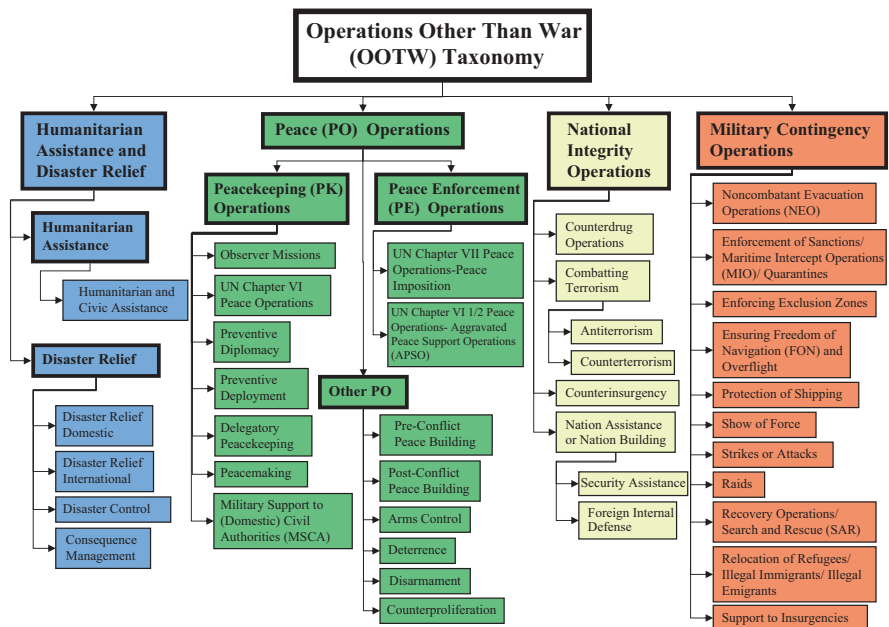 Operations Other Than War
(OOTW) Taxonomy
Humanitarian
Assistance and
Disaster Relief
Humanitarian
Assistance
Humanitarian and
Civic Assistance
Disaster Relief
Disaster Relief
Domestic
Disaster Relief
International
Disaster Control
Consequence
Management
Peace (PO) Operations
Peacekeeping (PK)
Operations
Observer Missions
UN Chapter VI
Peace Operations
Preventive
Diplomacy
Preventive
Deployment
Delegatory
Peacekeeping
Peacemaking
Military Support to
(Domestic) Civil
Authorities (MSCA)
Peace Enforcement
(PE) Operations
UN Chapter VII Peace
Operations-Peace
Imposition
UN Chapter VI 1/2 Peace
Operations- Aggravated
Peace Support Operations
(APSO)
Other PO
Pre-Conflict
Peace Building
Post-Conflict
Peace Building
Arms Control
Deterrence
Disarmament
Counterproliferation
National
Integrity
Operations
Counterdrug
Operations
Combatting
Terrorism
Antiterrorism
Counterterrorism
Counterinsurgency
Nation Assistance
or Nation Building
Security Assistance
Foreign Internal
Defense
Military Contingency
Operations
Noncombatant Evacuation
Operations (NEO)
Enforcement of Sanctions/
Maritime Intercept Operations
(MIO)/ Quarantines
Enforcing Exclusion Zones
Ensuring Freedom of
Navigation (FON) and
Overflight
Protection of Shipping
Show of Force
Strikes or Attacks
Raids
Recovery Operations/
Search and Rescue (SAR)
Relocation of Refugees/
Illegal Immigrants/ Illegal
Emigrants
Support to Insurgencies